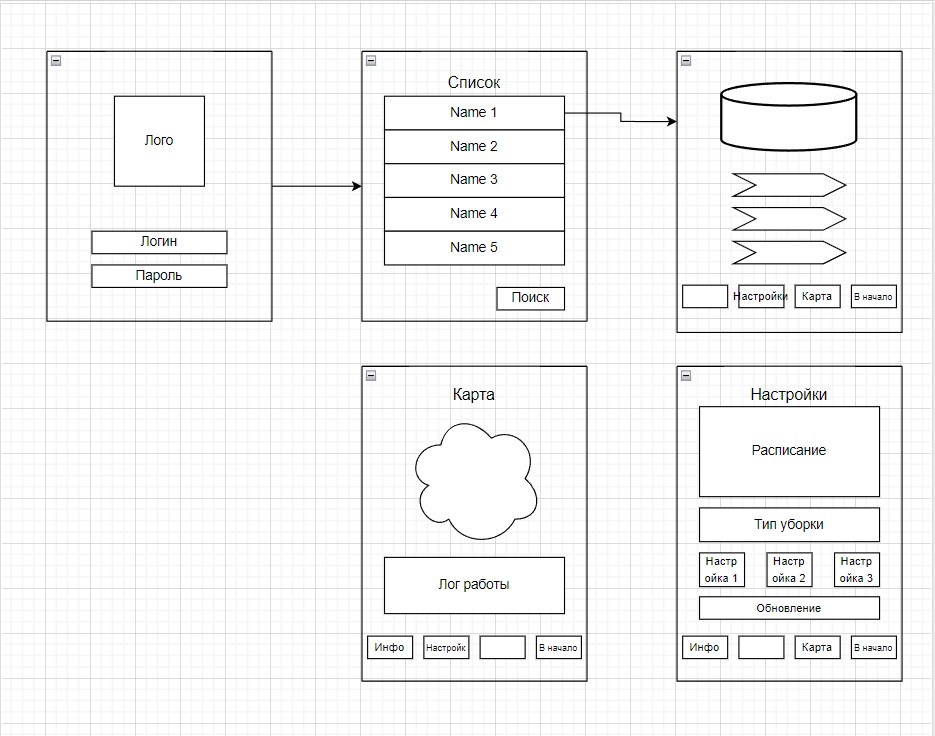 Лого
Логин
Пароль
Список
Name 1
Name 2
Name 3
Name 4
Name 5
Поиск
Настройки
Карта
В начало
Карта
Лог работы
Инфо
Настройк
В начало
Настройки
Расписание
Тип уборки
Настр
ойка 1
Настр
ойка 2
Настр
ойка 3
Обновление
Инфо
Карта
В начало